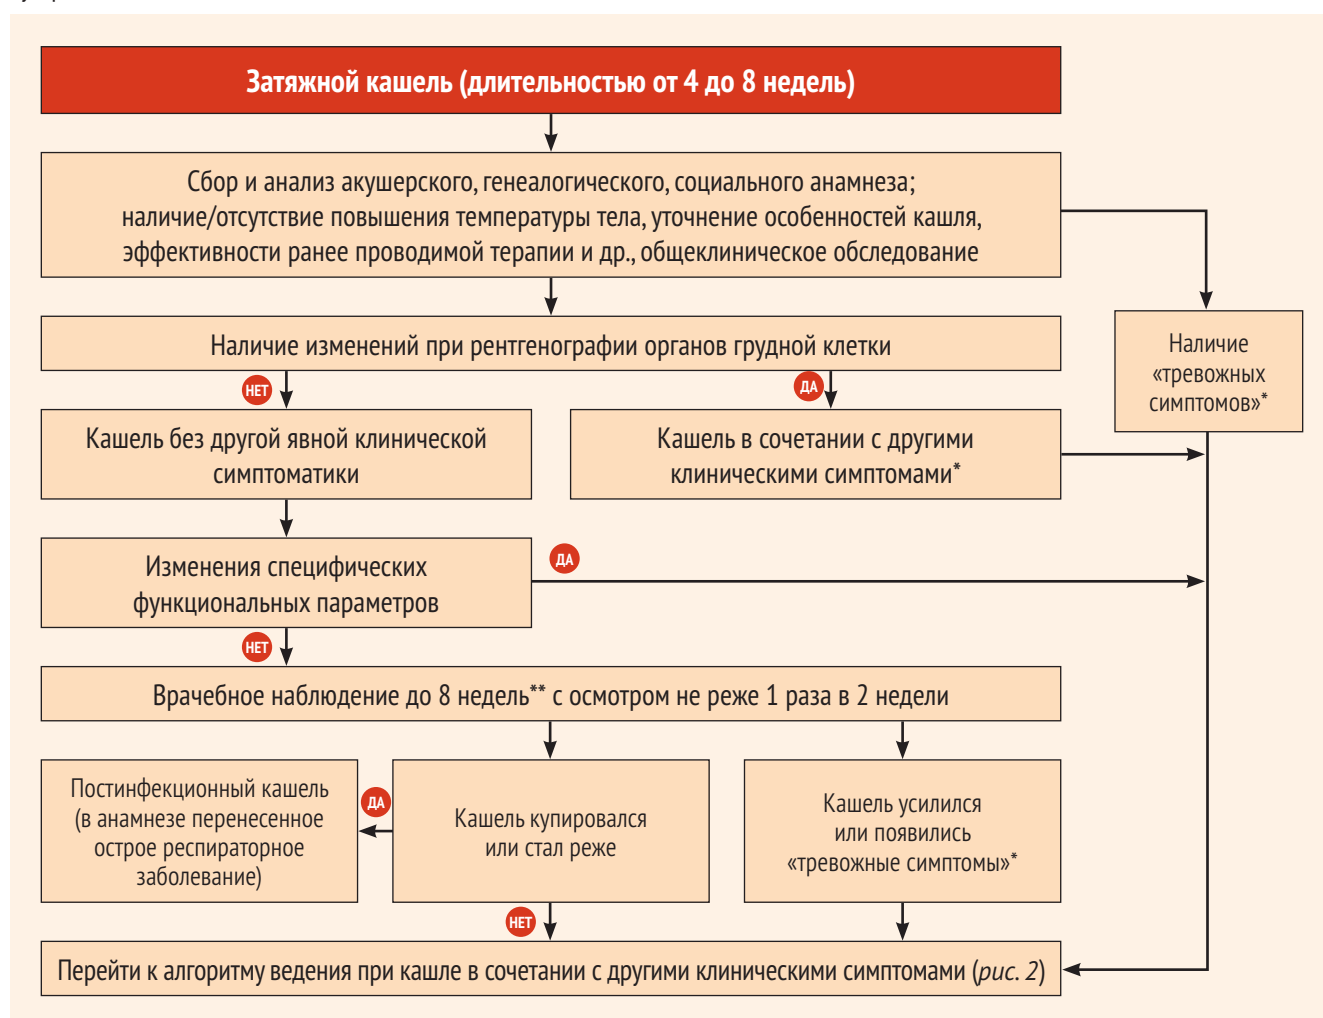 Затяжной кашель (длительностью от 4 до 8 недель)
Сбор и анализ акушерского, генеалогического, социального анамнеза;
наличие/отсутствие повышения температуры тела, уточнение особенностей кашля,
эффективности ранее проводимой терапии и др., общеклиническое обследование
Наличие изменений при рентгенографии органов грудной клетки
Наличие
«тревожных
симптомов»*
НЕТ
ДА
Кашель без другой явной клинической
симптоматики
Кашель в сочетании с другими
клиническими симптомами*
Изменения специфических
функциональных параметров
ДА
НЕТ
Врачебное наблюдение до 8 недель** с осмотром не реже 1 раза в 2 недели
Постинфекционный кашель
(в анамнезе перенесенное
острое респираторное
заболевание)
ДА
Кашель купировался
или стал реже
Кашель усилился
или появились
«тревожные симптомы»*
НЕТ
Перейти к алгоритму ведения при кашле в сочетании с другими клиническими симптомами (рис. 2)